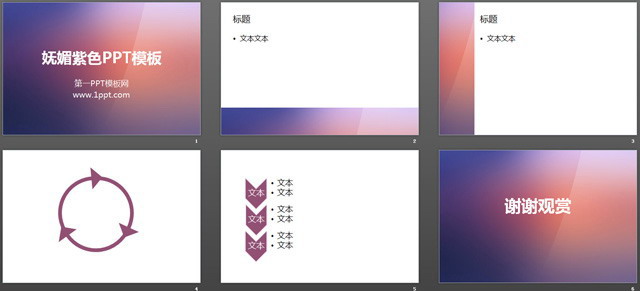 妩媚紫色PPT模板
第一PPT模板网
www.1ppt.com
1
标题
• 文本文本
2
标题
• 文本文本
3
4
文本
• 文本
• 文本
文本
• 文本
• 文本
文本
• 文本
• 文本
5
谢谢观赏
6